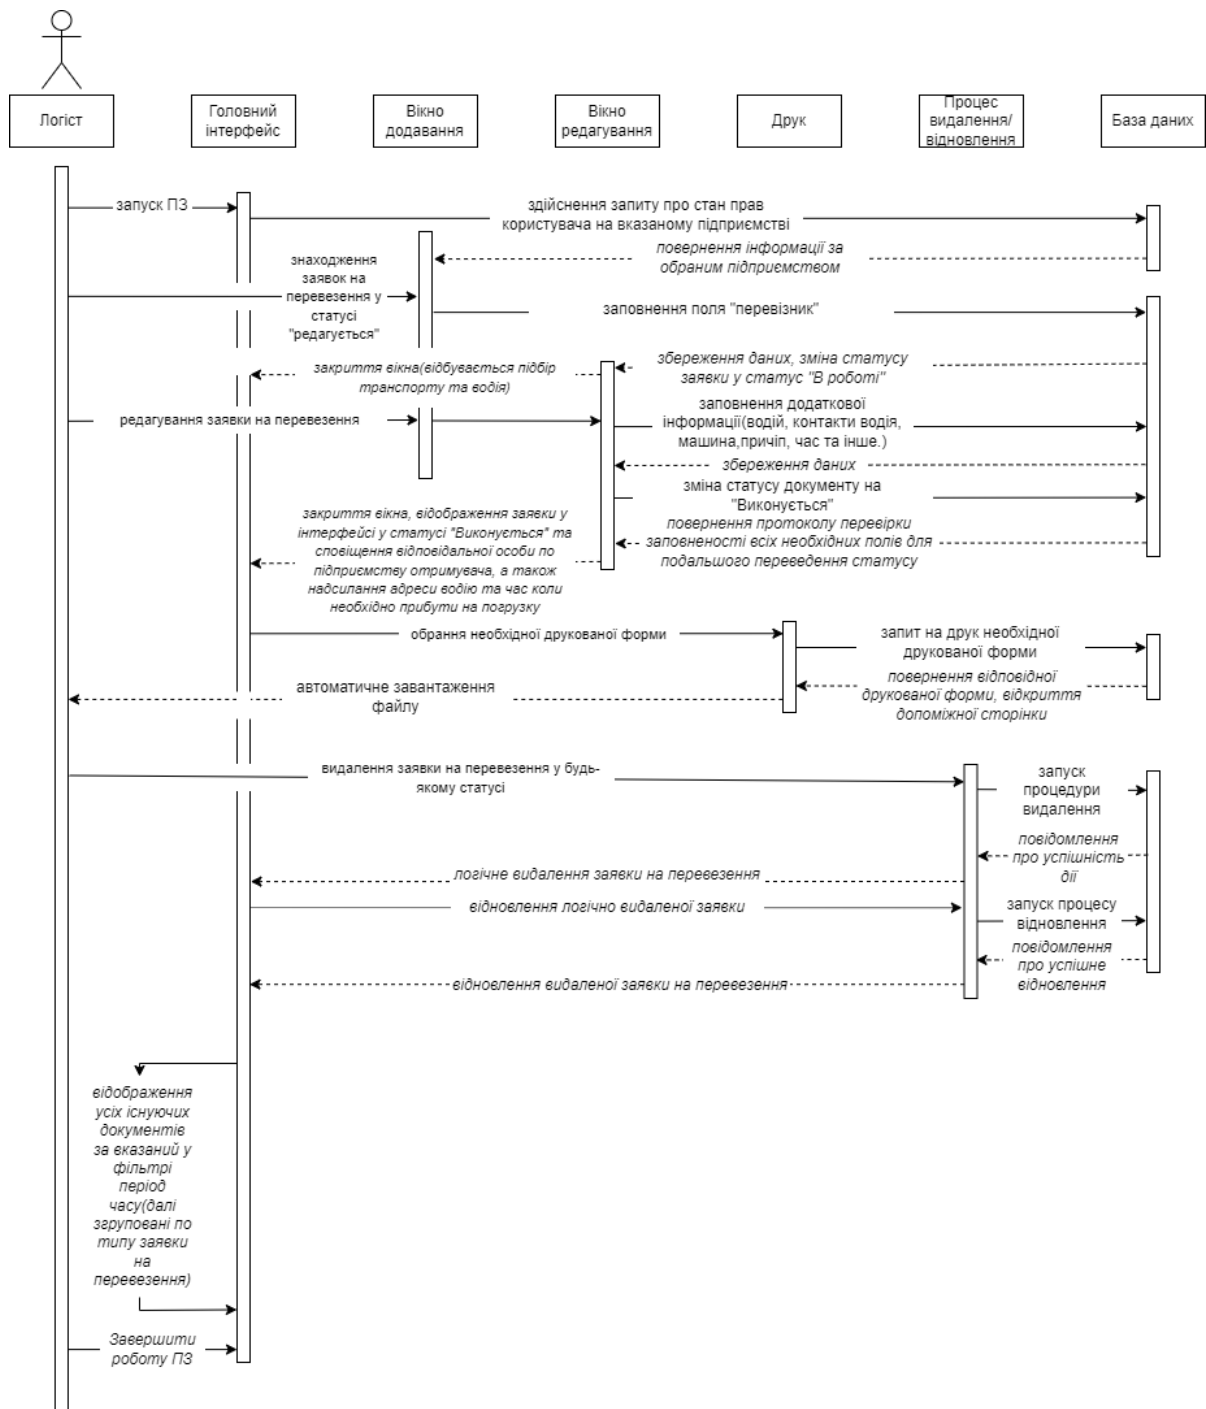 Логіст
Головний
інтерфейс
Вікно
додавання
Вікно
редагування
Друк
Процес
видалення/
відновлення
База даних
запуск ПЗ
здійснення запиту про стан прав
користувача на вказаному підприємстві
повернення інформації за
обраним підприємством
знаходження
заявок на
перевезення у
статусі
"редагується"
заповнення поля "перевізник"
збереження даних, зміна статусу
заявки у статус "В роботі"
закриття вікна(відбувається підбір
транспорту та водія)
редагування заявки на перевезення
заповнення додаткової
інформації(водій, контакти водія,
машина,причіп, час та інше.)
збереження даних
зміна статусу документу на
"Виконується"
повернення протоколу перевірки
заповненості всіх необхідних полів для
подальшого переведення статусу
закриття вікна, відображення заявки у
інтерфейсі у статусі "Виконується" та
сповіщення відповідальної особи по
підприємству отримувача, а також
надсилання адреси водію та час коли
необхідно прибути на погрузку
обрання необхідної друкованої форми
запит на друк необхідної
друкованої форми
повернення відповідної
друкованої форми, відкриття
допоміжної сторінки
автоматичне завантаження
файлу
видалення заявки на перевезення у будь-
якому статусі
запуск
процедури
видалення
повідомлення
про успішність
дії
логічне видалення заявки на перевезення
відновлення логічно видаленої заявки
запуск процесу
відновлення
повідомлення
про успішне
відновлення
відновлення видаленої заявки на перевезення
відображення
усіх існуючих
документів
за вказаний у
фільтрі
період
часу(далі
згруповані по
типу заявки
на
перевезення)
Завершити
роботу ПЗ